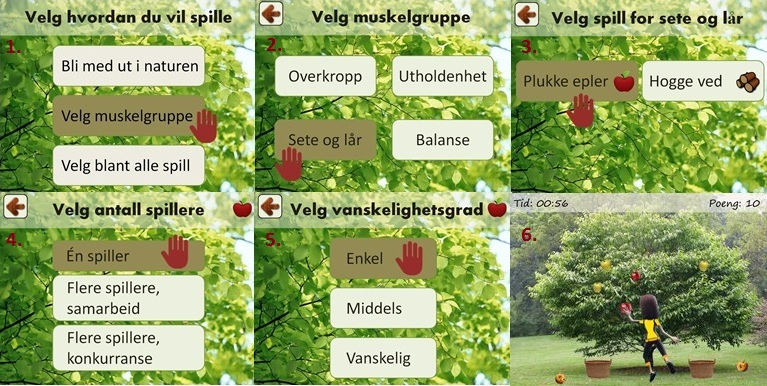 Velg hvordan du vil spille
1.
Bli med ut i naturen
Velg muskelgruppe
Velg blant alle spill
Velg muskelgruppe
2.
Overkropp
Utholdenhet
Sete og lår
Balanse
Velg spill for sete og lår
3.
Plukke epler
Hogge ved
Velg antall spillere
4.
Én spiller
Flere spillere,
samarbeid
Flere spillere,
konkurranse
Velg vanskelighetsgrad
5.
Enkel
Middels
Vanskelig
Tid: 00:56
Poeng: 10
6.